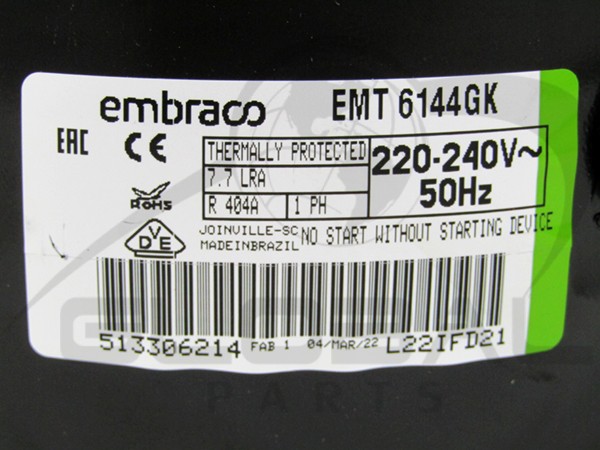 embraco EMT 6144GK
EAC CE
THERMALLY PROTECTED
7.7 LRA
R 404A 1 PH
220-240V~
50Hz
RoHS
VDE
JOINVILLE-SC
MADEINBRAZIL
NO START WITHOUT STARTING DEVICE
513306214 FAB 1 04/MAR/22 L22IFD21
GLOBAL
PARTS